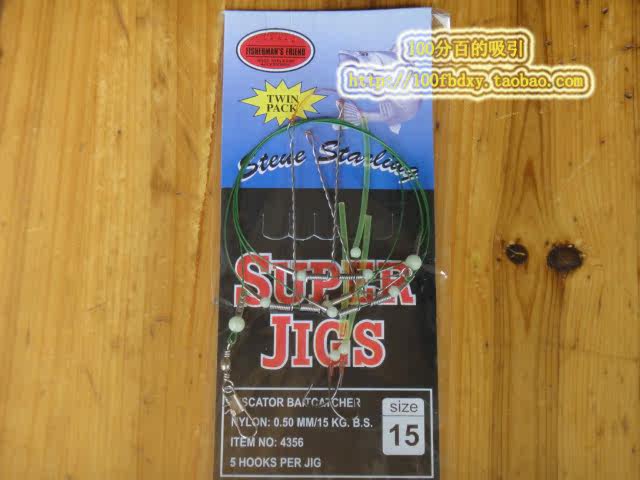 100分百的吸引
http://100fbdxy.taobao.com
FISHERMAN'S FRIEND
TWIN
PACK
Steve Starling
SUPER
JIGS
PISCATOR BAITCATCHER
NYLON: 0.50 MM/15 KG. B.S.
ITEM NO: 4356
5 HOOKS PER JIG
size
15